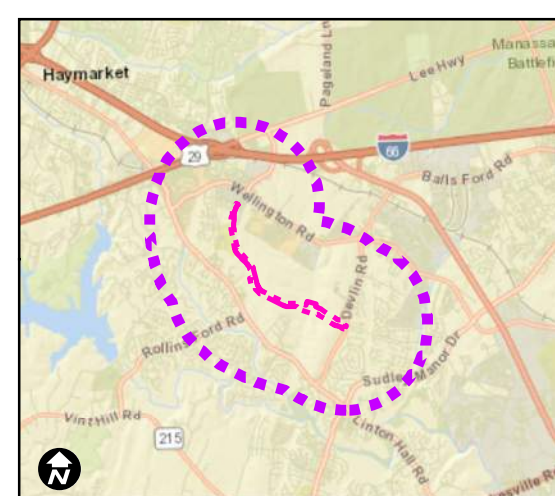 Haymarket
Pageland Ln
Lee Hwy
Manassa
Battlefi
29
66
Balls Ford Rd
Wellington Rd
Devlin Rd
Rollins Ford Rd
Sudley Manor Dr
Vint Hill Rd
215
Linton Hall Rd
N